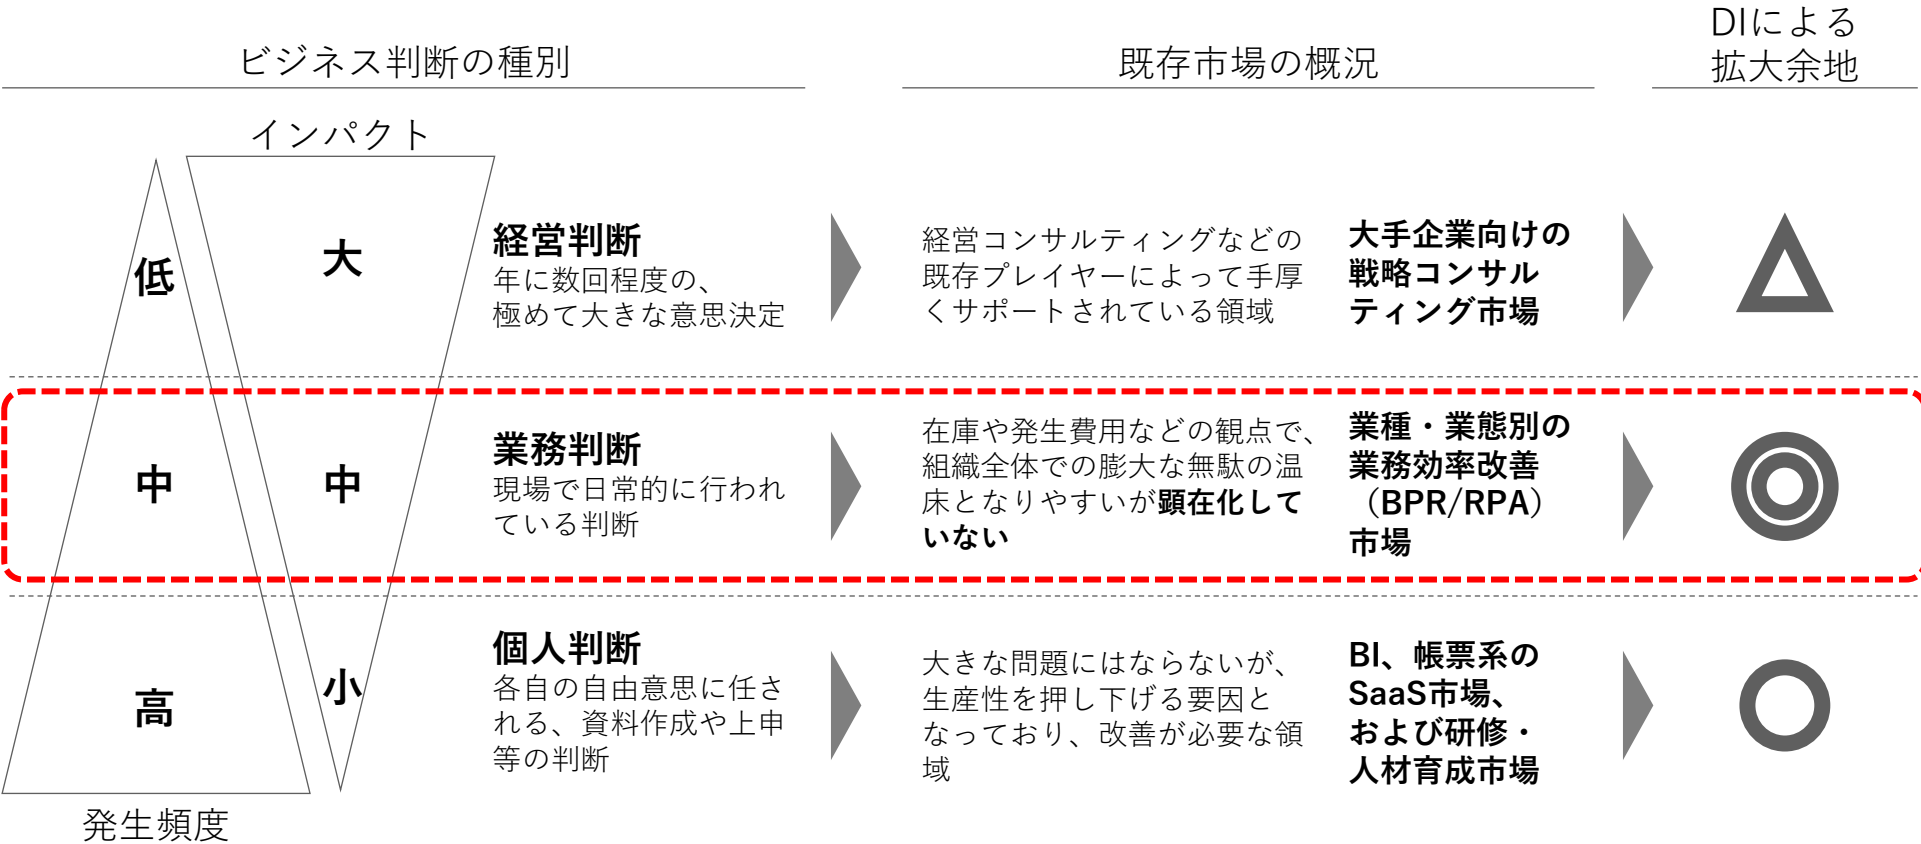 ビジネス判断の種別
既存市場の概況
DIによる
拡大余地
インパクト
低
大
経営判断
年に数回程度の、
極めて大きな意思決定
経営コンサルティングなどの
既存プレイヤーによって手厚
くサポートされている領域
大手企業向けの
戦略コンサル
ティング市場
中
中
業務判断
現場で日常的に行われ
ている判断
在庫や発生費用などの観点で、
組織全体での膨大な無駄の温
床となりやすいが顕在化して
いない
業種・業態別の
業務効率改善
（BPR/RPA）
市場
高
小
個人判断
各自の自由意思に任さ
れる、資料作成や上申
等の判断
大きな問題にはならないが、
生産性を押し下げる要因と
なっており、改善が必要な領
域
BI、帳票系の
SaaS市場、
および研修・
人材育成市場
発生頻度